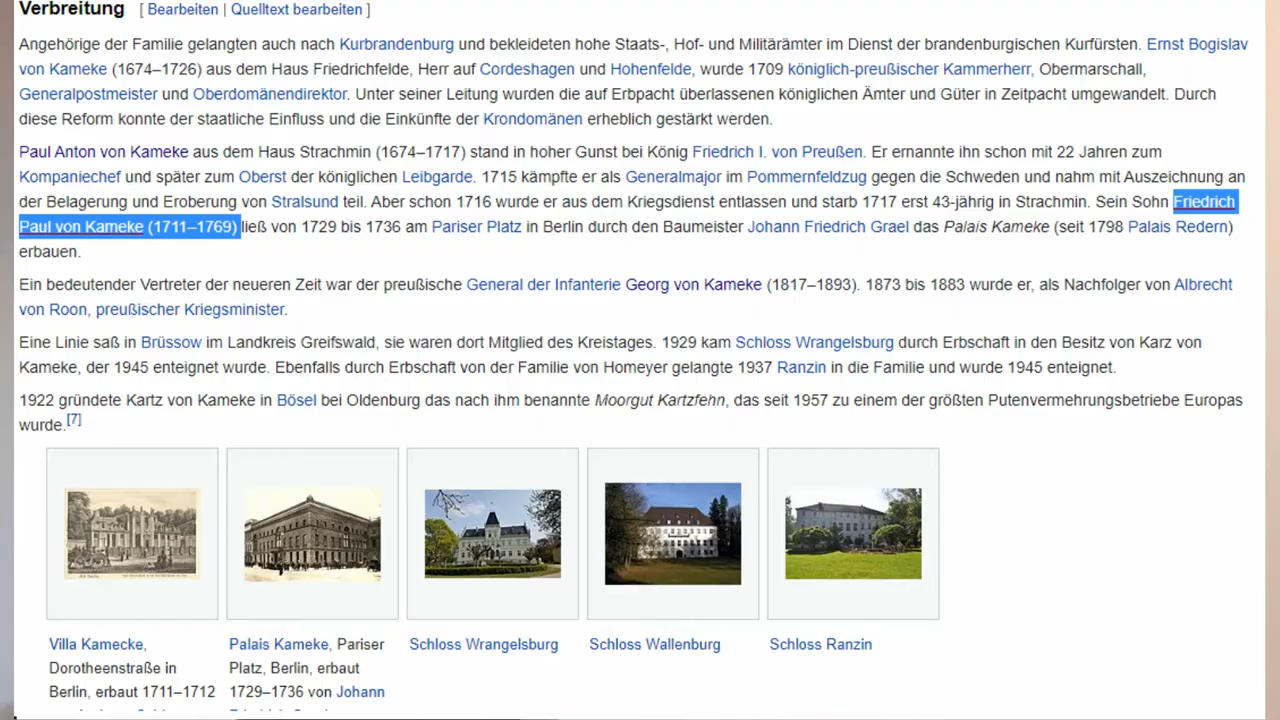 Verbreitung [ Bearbeiten | Quelltext bearbeiten ]
Angehörige der Familie gelangten auch nach Kurbrandenburg und bekleideten hohe Staats-, Hof- und Militärämter im Dienst der brandenburgischen Kurfürsten. Ernst Bogislav
von Kameke (1674–1726) aus dem Haus Friedrichfelde, Herr auf Cordeshagen und Hohenfelde, wurde 1709 königlich-preußischer Kammerherr, Obermarschall,
Generalpostmeister und Oberdomänendirektor. Unter seiner Leitung wurden die auf Erbpacht überlassenen königlichen Ämter und Güter in Zeitpacht umgewandelt. Durch
diese Reform konnte der staatliche Einfluss und die Einkünfte der Krondomänen erheblich gestärkt werden.
Paul Anton von Kameke aus dem Haus Strachmin (1674–1717) stand in hoher Gunst bei König Friedrich I. von Preußen. Er ernannte ihn schon mit 22 Jahren zum
Kompaniechef und später zum Oberst der königlichen Leibgarde. 1715 kämpfte er als Generalmajor im Pommernfeldzug gegen die Schweden und nahm mit Auszeichnung an
der Belagerung und Eroberung von Stralsund teil. Aber schon 1716 wurde er aus dem Kriegsdienst entlassen und starb 1717 erst 43-jährig in Strachmin. Sein Sohn Friedrich
Paul von Kameke (1711–1769) ließ von 1729 bis 1736 am Pariser Platz in Berlin durch den Baumeister Johann Friedrich Grael das Palais Kameke (seit 1798 Palais Redern)
erbauen.
Ein bedeutender Vertreter der neueren Zeit war der preußische General der Infanterie Georg von Kameke (1817–1893). 1873 bis 1883 wurde er, als Nachfolger von Albrecht
von Roon, preußischer Kriegsminister.
Eine Linie saß in Brüssow im Landkreis Greifswald, sie waren dort Mitglied des Kreistages. 1929 kam Schloss Wrangelsburg durch Erbschaft in den Besitz von Karz von
Kameke, der 1945 enteignet wurde. Ebenfalls durch Erbschaft von der Familie von Homeyer gelangte 1937 Ranzin in die Familie und wurde 1945 enteignet.
1922 gründete Kartz von Kameke in Bösel bei Oldenburg das nach ihm benannte Moorgut Kartzfehn, das seit 1957 zu einem der größten Putenvermehrungsbetriebe Europas
wurde.[7]
Villa Kamecke,
Dorotheenstraße in
Berlin, erbaut 1711–1712
Palais Kameke, Pariser
Platz, Berlin, erbaut
1729–1736 von Johann
Schloss Wrangelsburg
Schloss Wallenburg
Schloss Ranzin